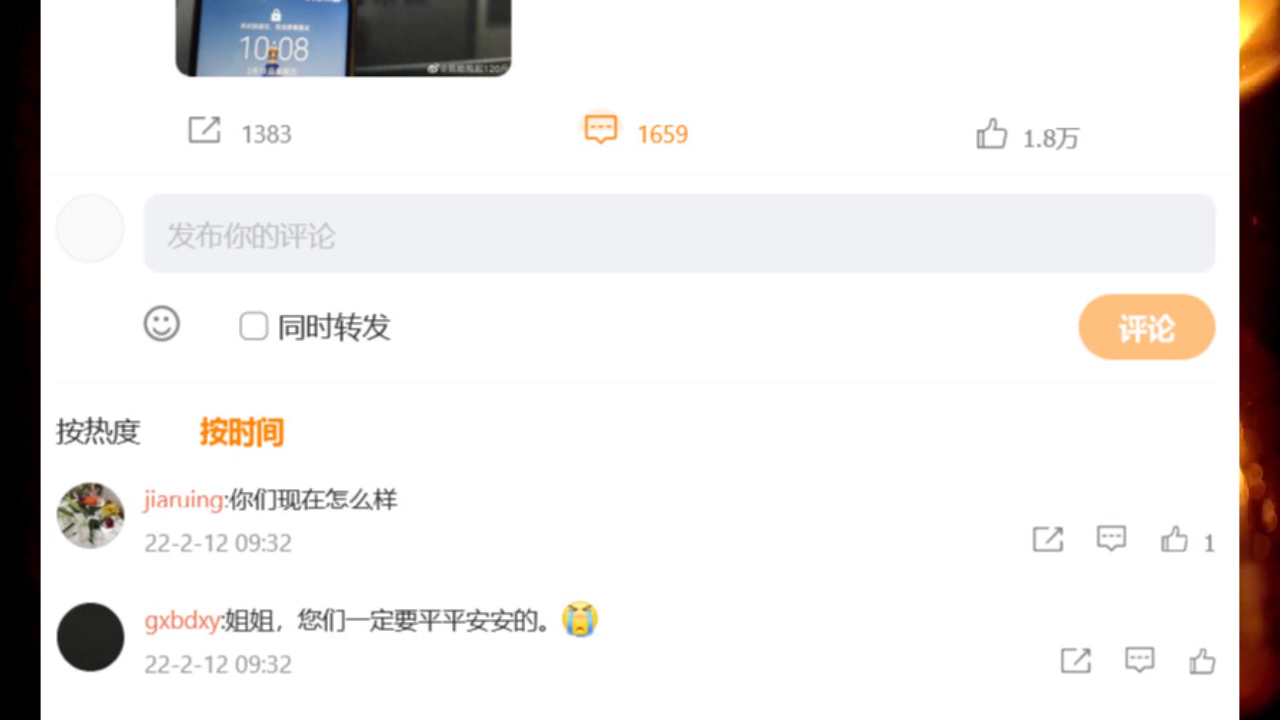 10:08
1383
1659
1.8万
发布你的评论
同时转发
评论
按热度 按时间
jiaruing:你们现在怎么样
22-2-12 09:32
1
gxbdxy:姐姐，您们一定要平平安安的。
22-2-12 09:32